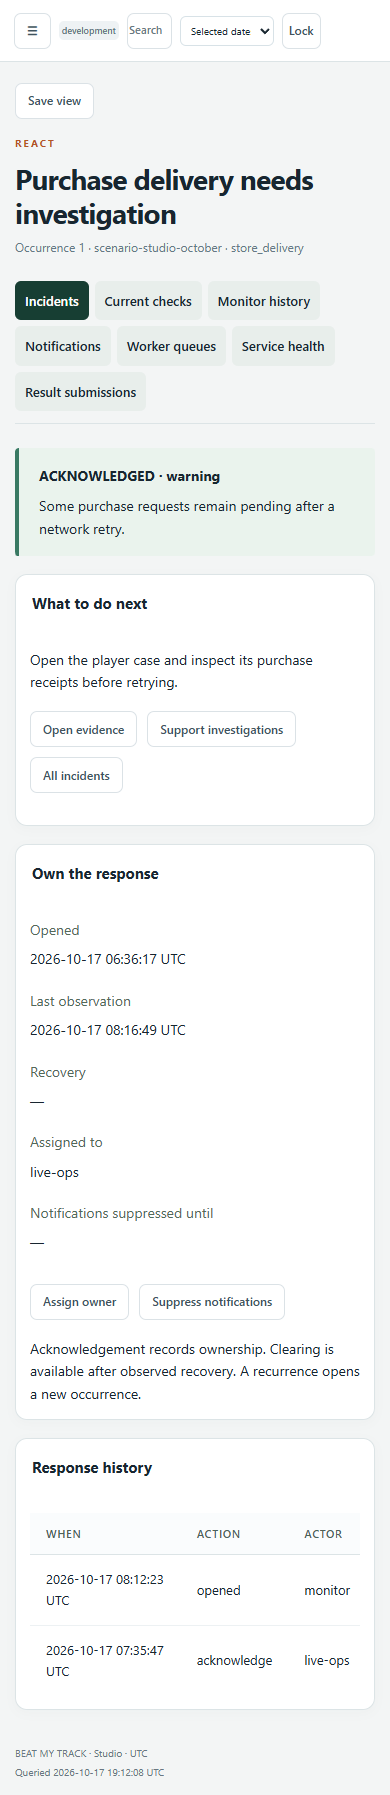 ☰ development Search Selected date Lock
Save view
REACT
Purchase delivery needs
investigation
Occurrence 1 · scenario-studio-october · store_delivery
Incidents Current checks Monitor history
Notifications Worker queues Service health
Result submissions
ACKNOWLEDGED · warning
Some purchase requests remain pending after a
network retry.
What to do next
Open the player case and inspect its purchase
receipts before retrying.
Open evidence Support investigations
All incidents
Own the response
Opened
2026-10-17 06:36:17 UTC
Last observation
2026-10-17 08:16:49 UTC
Recovery
—
Assigned to
live-ops
Notifications suppressed until
—
Assign owner Suppress notifications
Acknowledgement records ownership. Clearing is
available after observed recovery. A recurrence opens
a new occurrence.
Response history
WHEN ACTION ACTOR
2026-10-17 08:12:23
UTC
opened monitor
2026-10-17 07:35:47
UTC
acknowledge live-ops
BEAT MY TRACK · Studio · UTC
Queried 2026-10-17 19:12:08 UTC